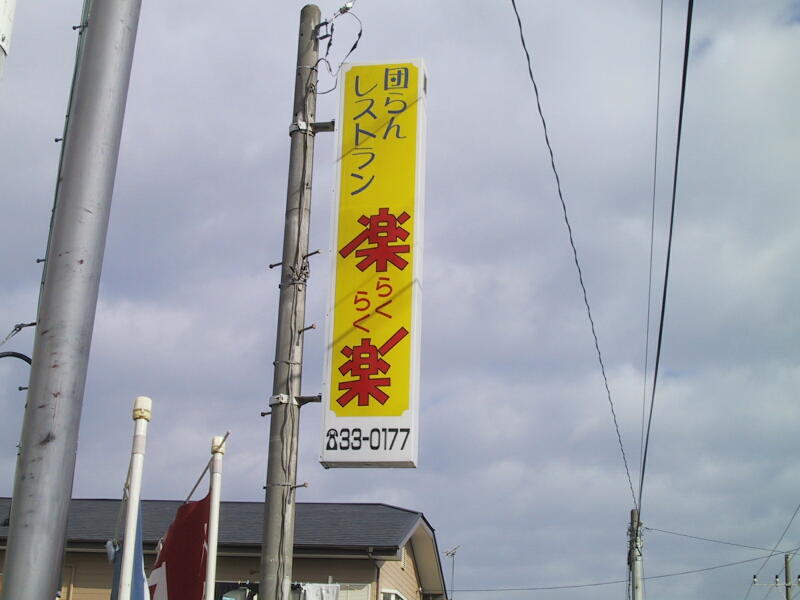 団らん
レストラン
楽
らく
らく
楽
☎33-0177